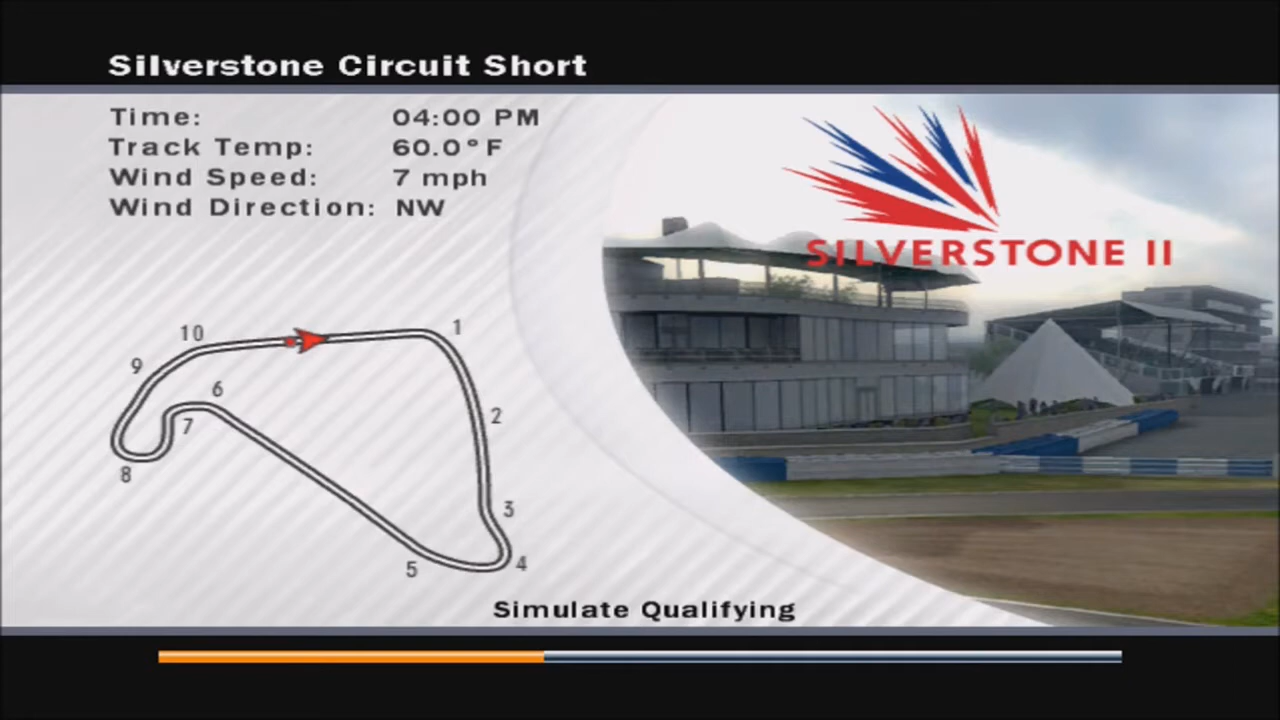 Silverstone Circuit Short
Time: 04:00 PM
Track Temp: 60.0°F
Wind Speed: 7 mph
Wind Direction: NW
SILVERSTONE II
10
1
9
6
2
7
8
3
5
4
Simulate Qualifying